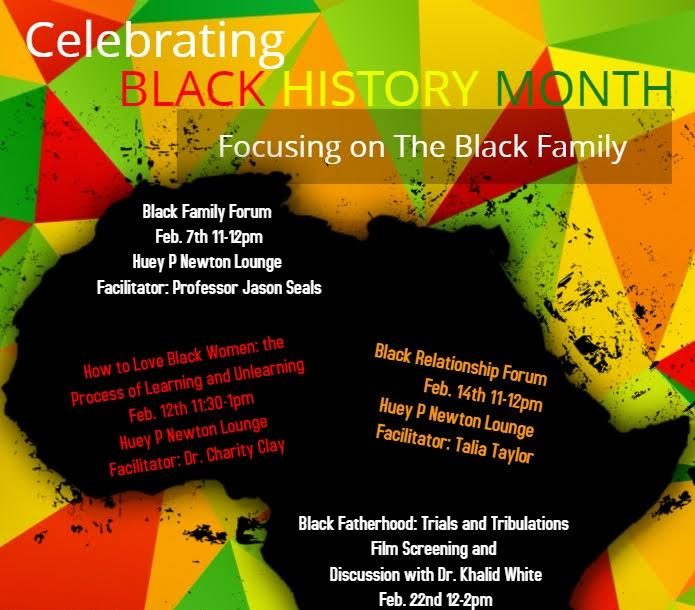 Celebrating
BLACK HISTORY MONTH
Focusing on The Black Family
Black Family Forum
Feb. 7th 11-12pm
Huey P Newton Lounge
Facilitator: Professor Jason Seals
How to Love Black Women: the
Process of Learning and Unlearning
Feb. 12th 11:30-1pm
Huey P Newton Lounge
Facilitator: Dr. Charity Clay
Black Relationship Forum
Feb. 14th 11-12pm
Huey P Newton Lounge
Facilitator: Talia Taylor
Black Fatherhood: Trials and Tribulations
Film Screening and
Discussion with Dr. Khalid White
Feb. 22nd 12-2pm